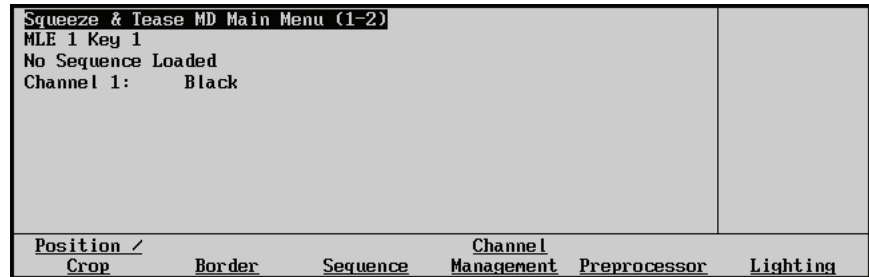 Squeeze & Tease MD Main Menu (1-2)
MLE 1 Key 1
No Sequence Loaded
Channel 1: Black
Position / Channel
Crop Border Sequence Management Preprocessor Lighting